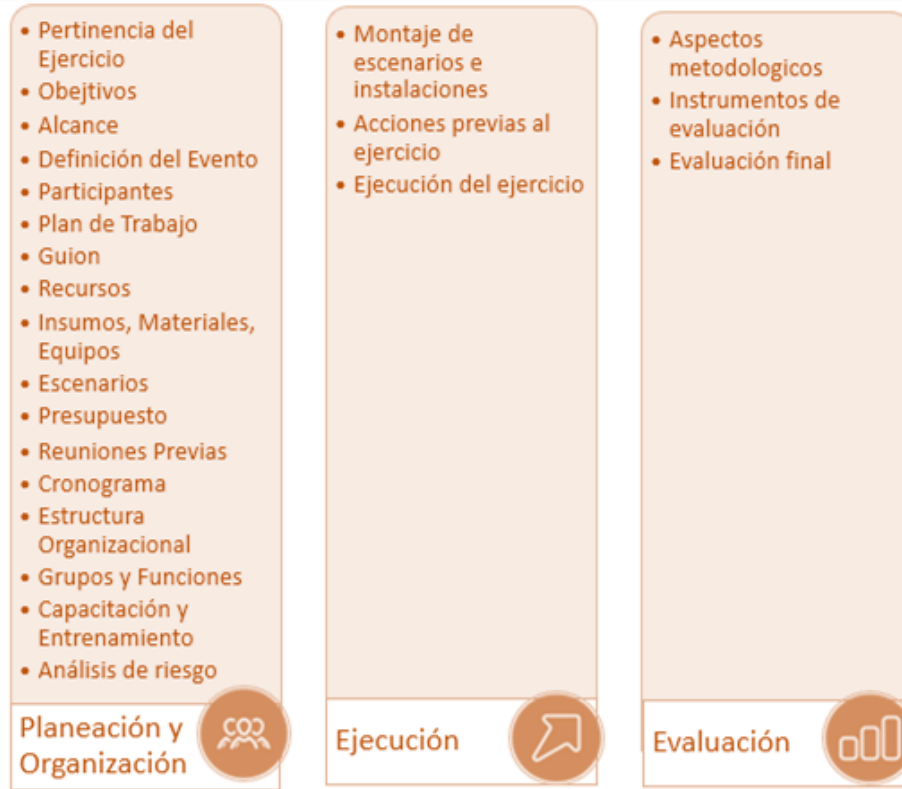 • Pertinencia del
Ejercicio
• Obejtivos
• Alcance
• Definición del Evento
• Participantes
• Plan de Trabajo
• Guion
• Recursos
• Insumos, Materiales,
Equipos
• Escenarios
• Presupuesto
• Reuniones Previas
• Cronograma
• Estructura
Organizacional
• Grupos y Funciones
• Capacitación y
Entrenamiento
• Análisis de riesgo
Planeación y
Organización
• Montaje de
escenarios e
instalaciones
• Acciones previas al
ejercicio
• Ejecución del ejercicio
Ejecución
• Aspectos
metodologicos
• Instrumentos de
evaluación
• Evaluación final
Evaluación